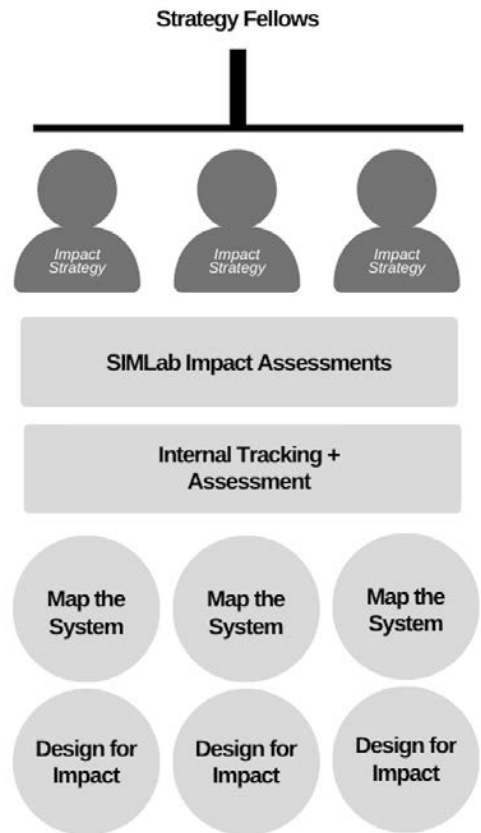 Strategy Fellows
Impact
Strategy
Impact
Strategy
Impact
Strategy
SIMLab Impact Assessments
Internal Tracking +
Assessment
Map the
System
Map the
System
Map the
System
Design for
Impact
Design for
Impact
Design for
Impact